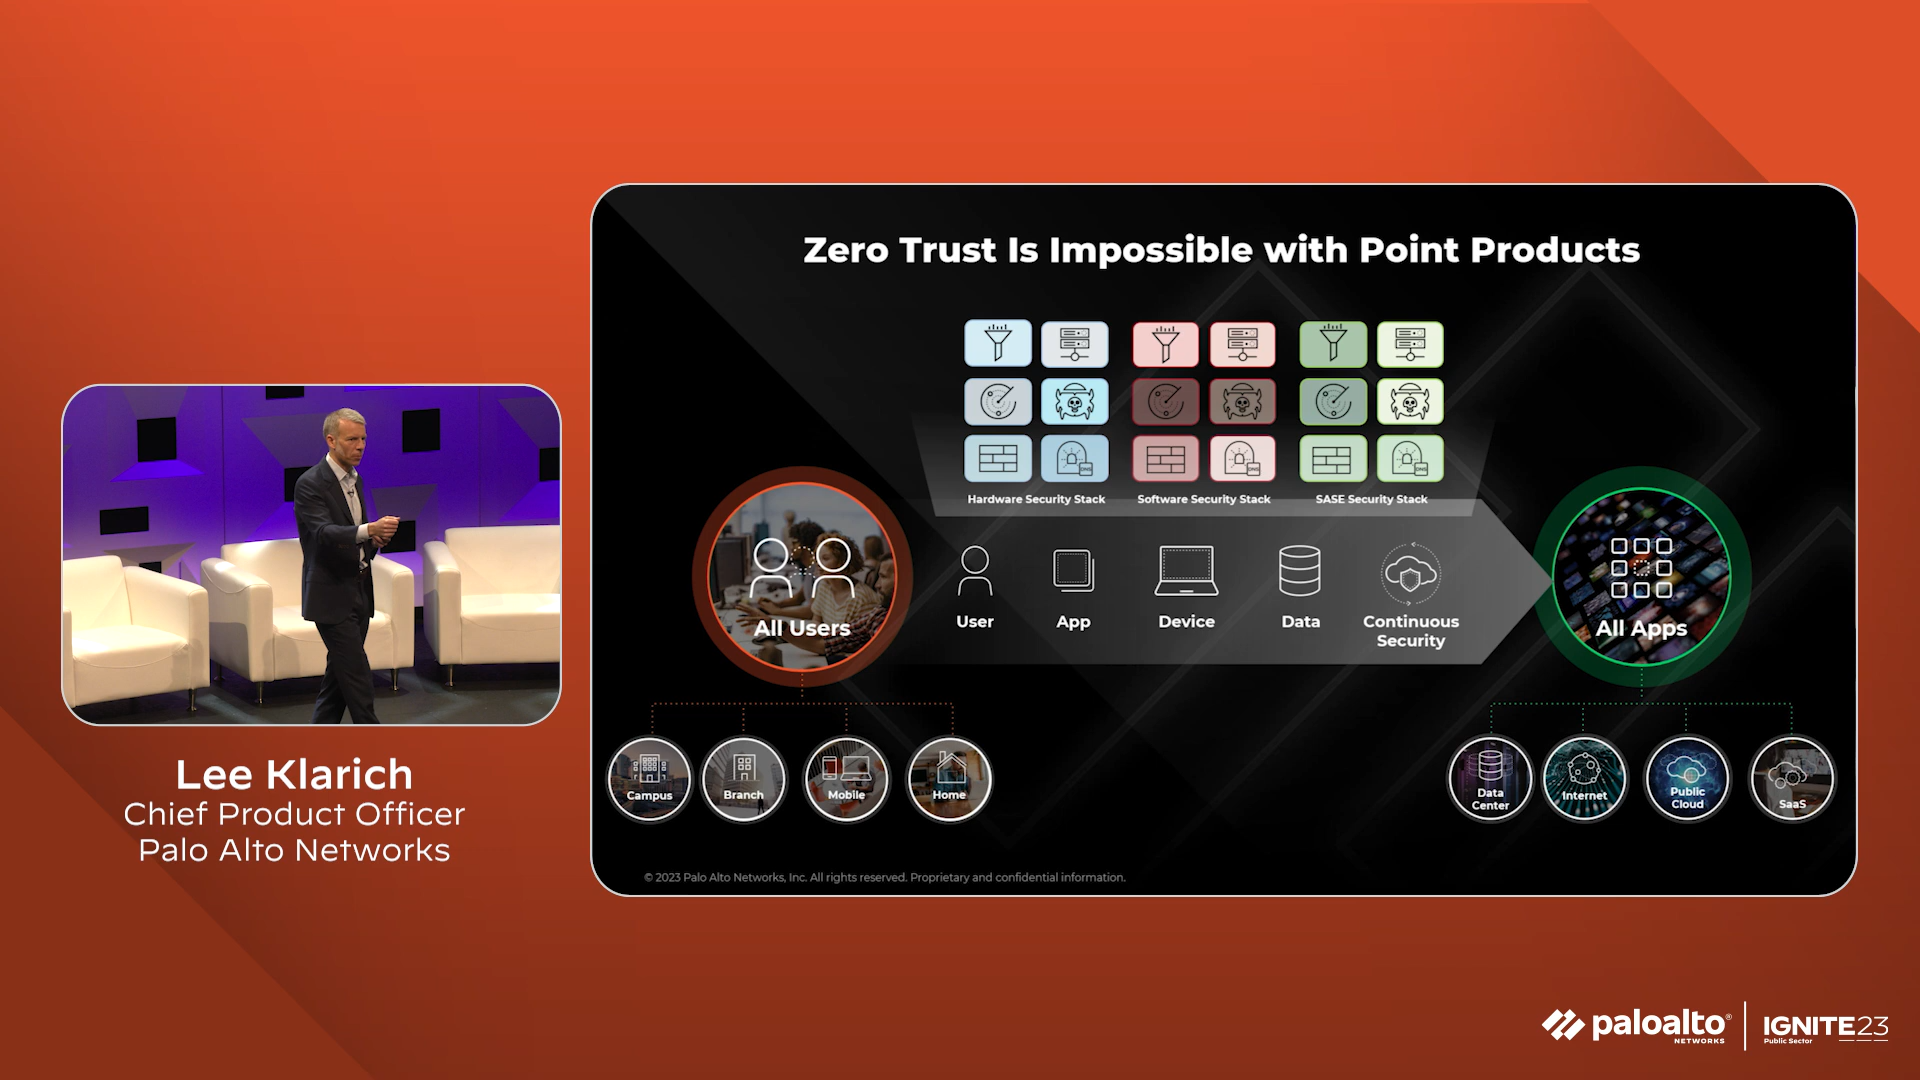 Zero Trust Is Impossible with Point Products
DNS
DNS
DNS
Hardware Security Stack
Software Security Stack
SASE Security Stack
All Users
User
App
Device
Data
Continuous
Security
All Apps
Campus
Branch
Mobile
Home
Data
Center
Internet
Public
Cloud
SaaS
© 2023 Palo Alto Networks, Inc. All rights reserved. Proprietary and confidential information.
Lee Klarich
Chief Product Officer
Palo Alto Networks
paloalto®
NETWORKS
IGNITE23
Public Sector